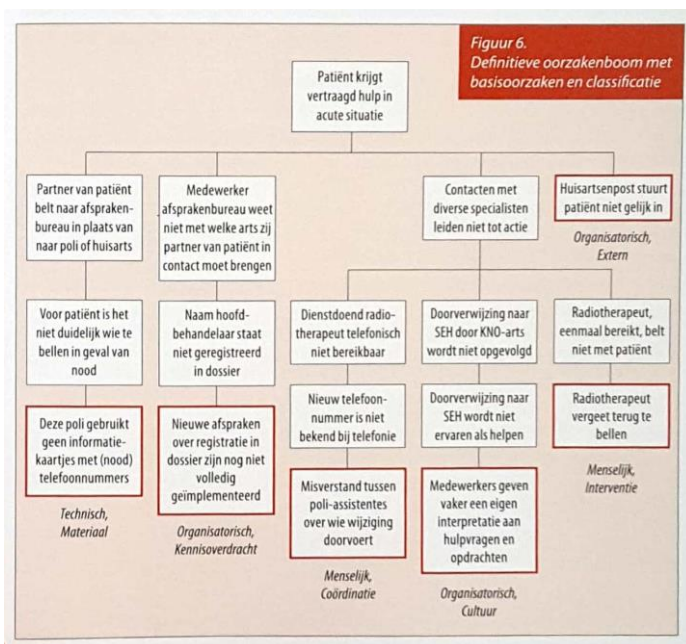 Figuur 6.
Definitieve oorzakenboom met
basisoorzaken en classificatie
Patiënt krijgt
vertraagd hulp in
acute situatie
Partner van patiënt
belt naar afspraken-
bureau in plaats van
naar poli of huisarts
Medewerker
afsprakenbureau weet
niet met welke arts zij
partner van patiënt in
contact moet brengen
Contacten met
diverse specialisten
leiden niet tot actie
Huisartsenpost stuurt
patiënt niet gelijk in
Organisatorisch,
Extern
Voor patiënt is het
niet duidelijk wie te
bellen in geval van
nood
Naam hoofd-
behandelaar staat
niet geregistreerd
in dossier
Dienstdoend radio-
therapeut telefonisch
niet bereikbaar
Doorverwijzing naar
SEH door KNO-arts
wordt niet opgevolgd
Radiotherapeut,
eenmaal bereikt, belt
niet met patiënt
Deze poli gebruikt
geen informatie-
kaartjes met (nood)
telefoonnummers
Technisch,
Materiaal
Nieuwe afspraken
over registratie in
dossier zijn nog niet
volledig
geïmplementeerd
Organisatorisch,
Kennisoverdracht
Nieuw telefoon-
nummer is niet
bekend bij telefonie
Doorverwijzing naar
SEH wordt niet
ervaren als helpen
Radiotherapeut
vergeet terug te
bellen
Menselijk,
Interventie
Misverstand tussen
poli-assistentes
over wie wijziging
doorvoert
Menselijk,
Coördinatie
Medewerkers geven
vaker een eigen
interpretatie aan
hulpvragen en
opdrachten
Organisatorisch,
Cultuur